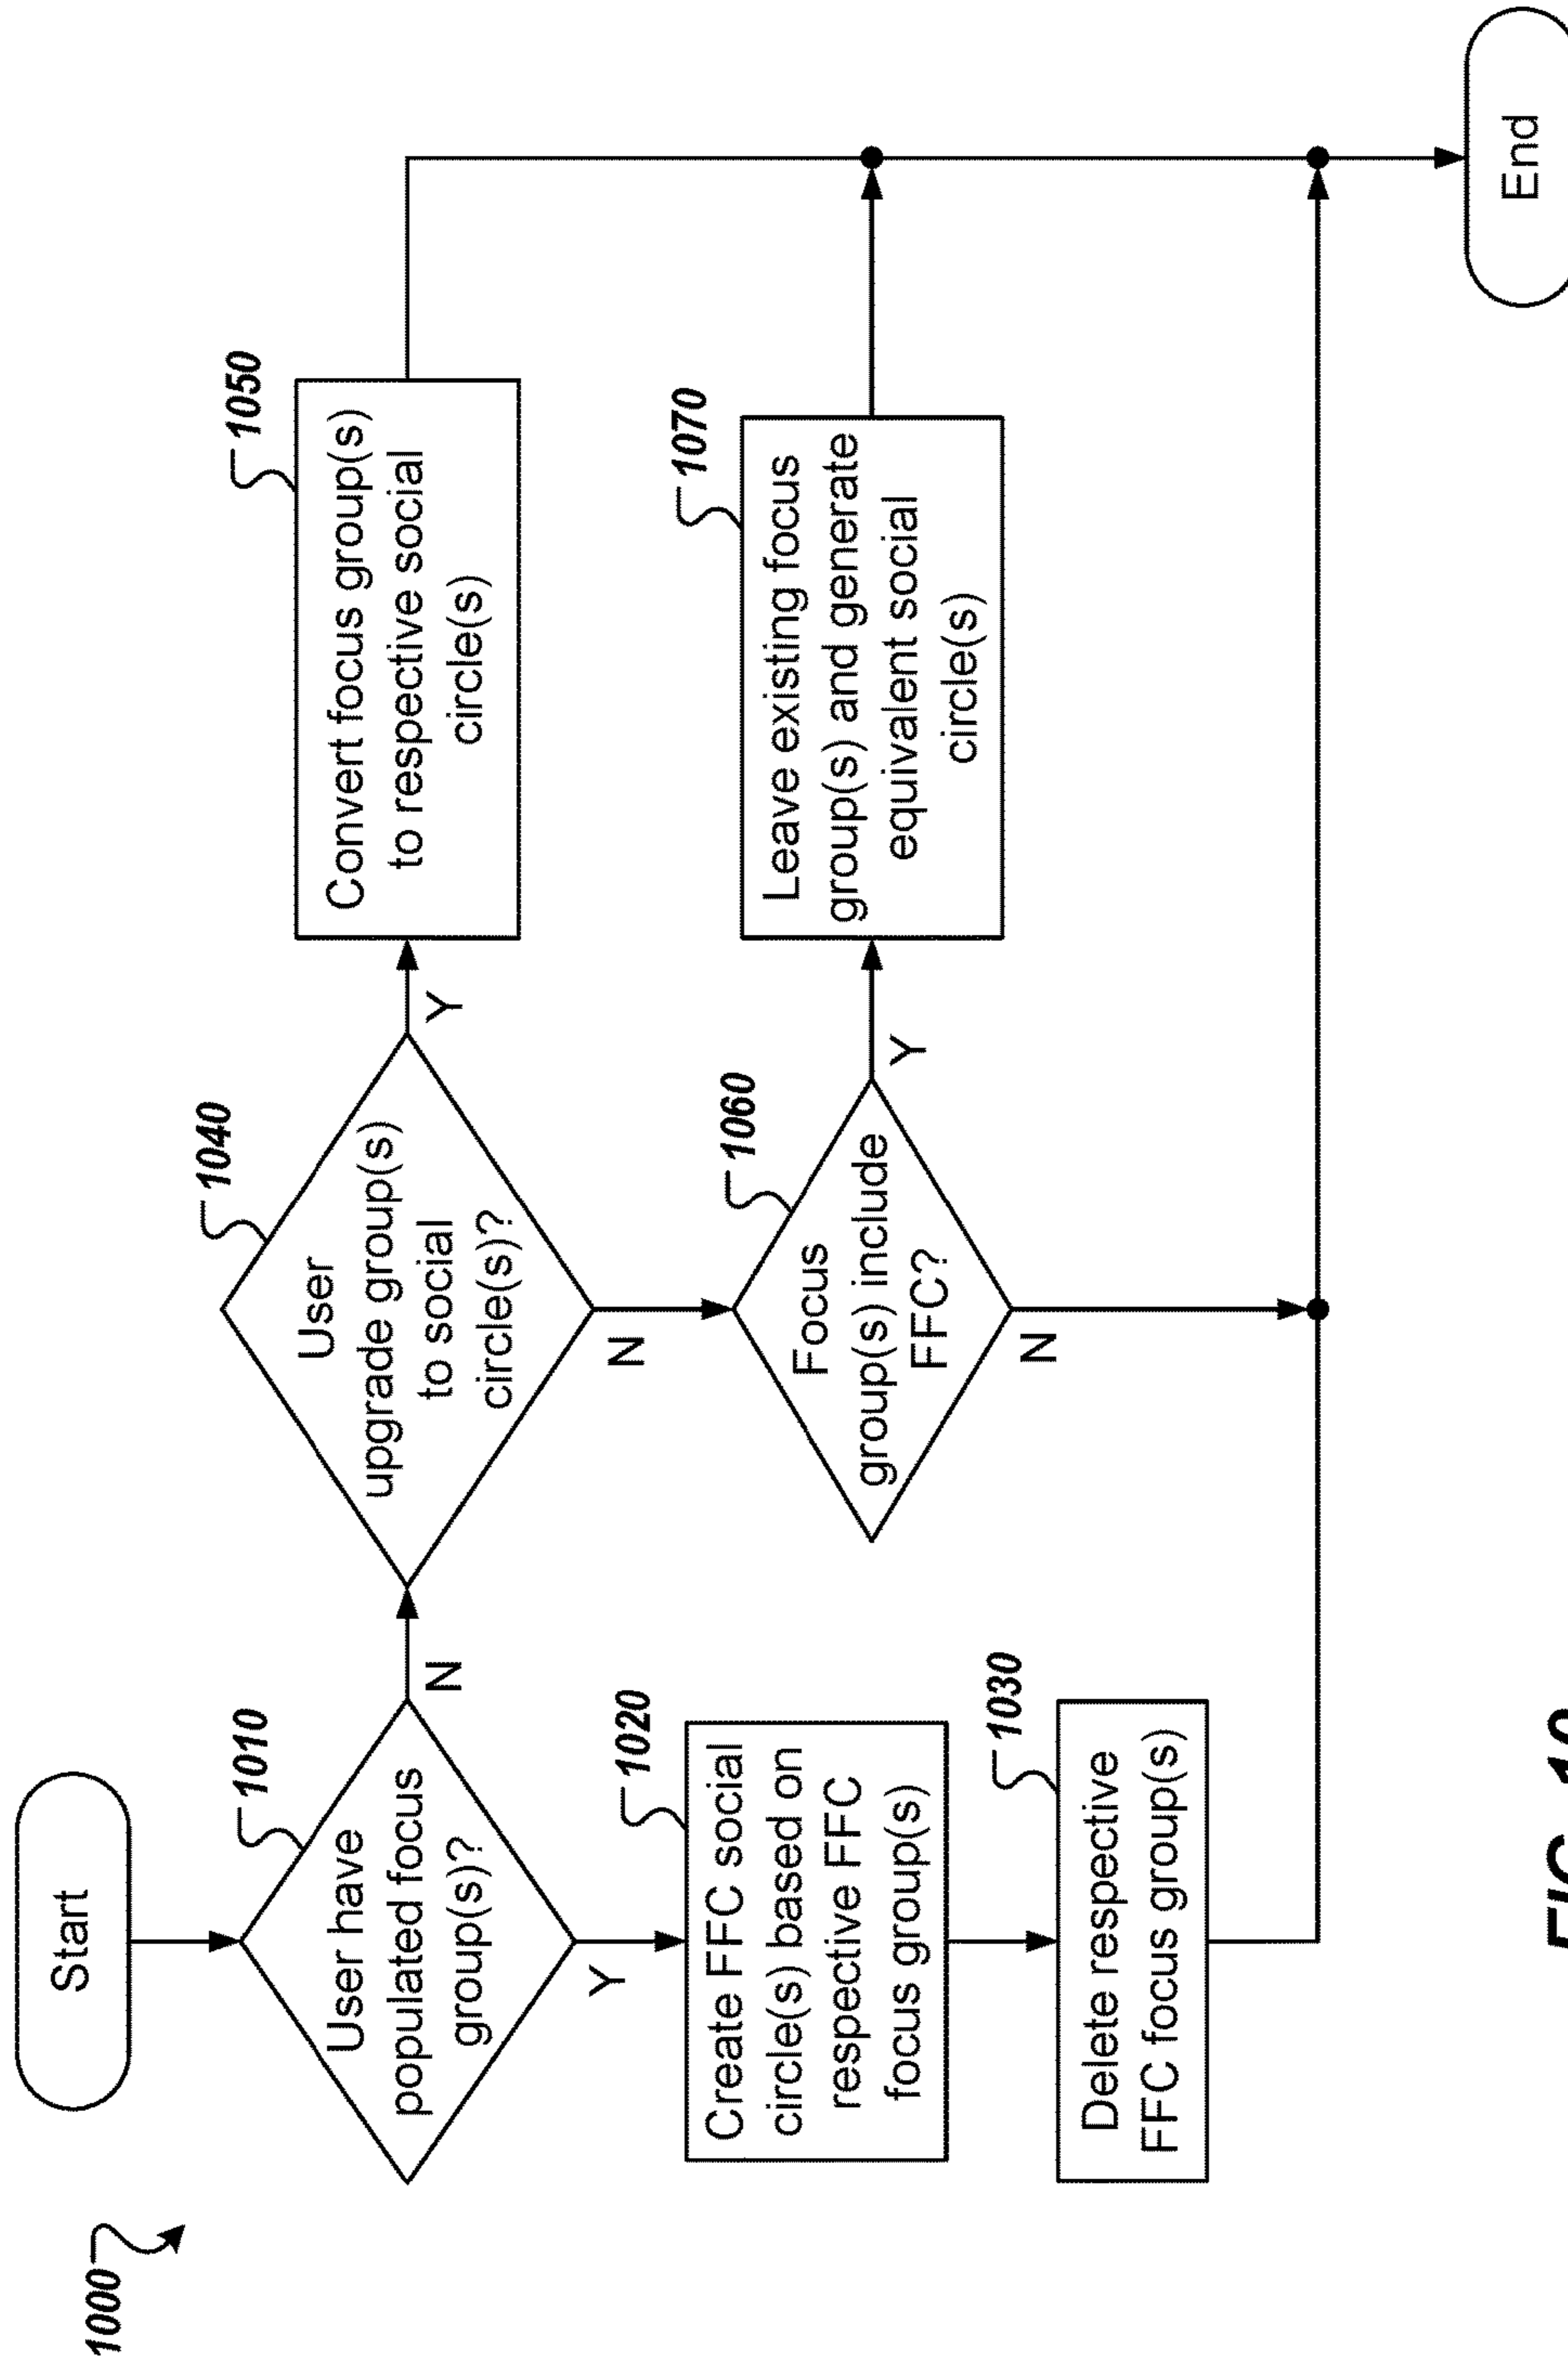 1000
Start
1010
User have
populated focus
group(s)?
N
Y
1020
Create FFC social
circle(s) based on
respective FFC
focus group(s)
1030
Delete respective
FFC focus group(s)
1040
User
upgrade group(s)
to social
circle(s)?
Y
N
1050
Convert focus group(s)
to respective social
circle(s)
1060
Focus
group(s) include
FFC?
Y
N
1070
Leave existing focus
group(s) and generate
equivalent social
circle(s)
End
FIG. 10